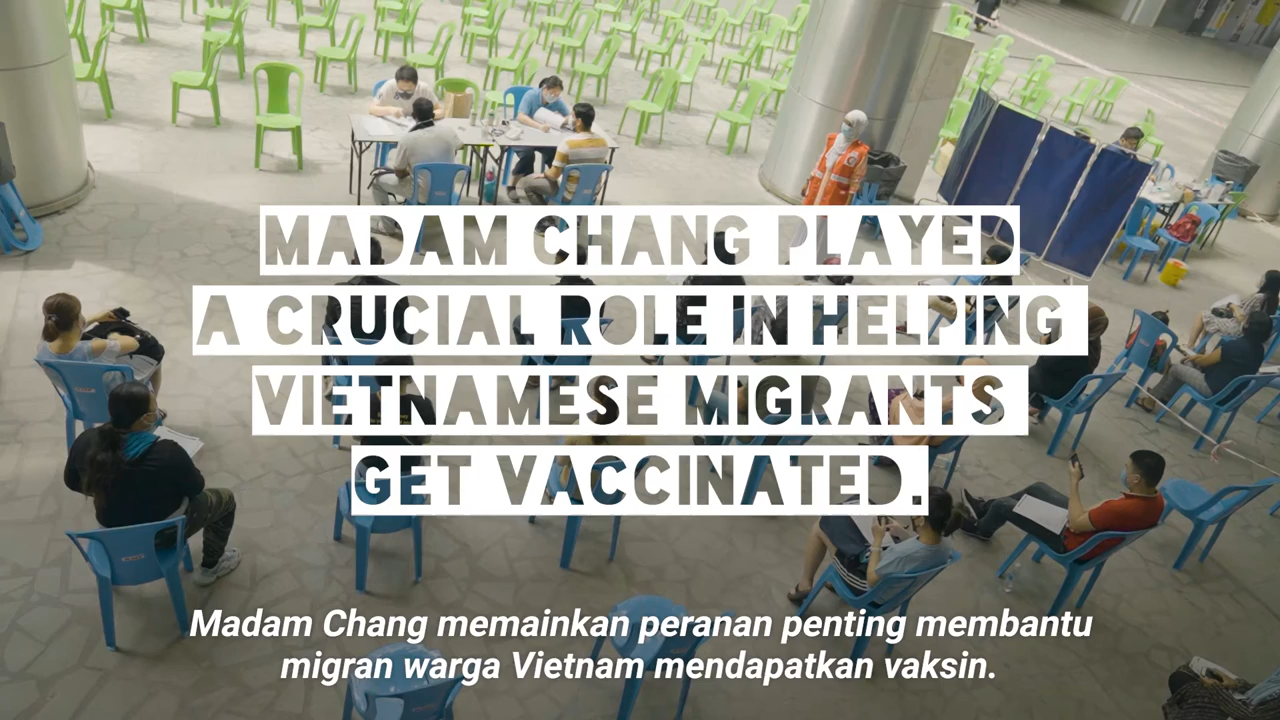 MADAM CHANG PLAYED
A CRUCIAL ROLE IN HELPING
VIETNAMESE MIGRANTS
GET VACCINATED.
Madam Chang memainkan peranan penting membantu
migran warga Vietnam mendapatkan vaksin.